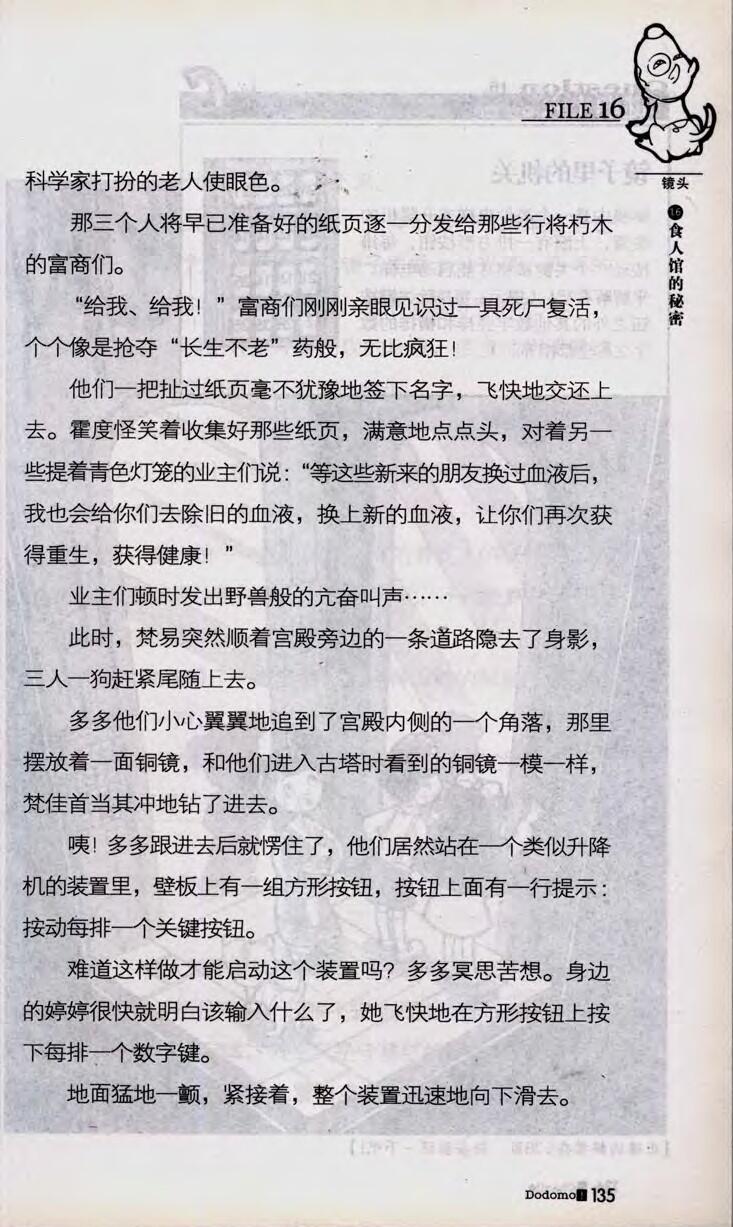 FILE 16
镜头
16
食人馆的秘密
科学家打扮的老人使眼色。
那三个人将早已准备好的纸页逐一分发给那些行将朽木
的富商们。
“给我、给我！”富商们刚刚亲眼见识过一具死尸复活，
个个像是抢夺“长生不老”药般，无比疯狂！
他们一把扯过纸页毫不犹豫地签下名字，飞快地交还上
去。霍度怪笑着收集好那些纸页，满意地点点头，对着另一
些提着青色灯笼的业主们说：“等这些新来的朋友换过血液后，
我也会给你们去除旧的血液，换上新的血液，让你们再次获
得重生，获得健康！”
业主们顿时发出野兽般的亢奋叫声……
此时，梵易突然顺着宫殿旁边的一条道路隐去了身影，
三人一狗赶紧尾随上去。
多多他们小心翼翼地追到了宫殿内侧的一个角落，那里
摆放着一面铜镜，和他们进入古塔时看到的铜镜一模一样，
梵佳首当其冲地钻了进去。
咦！多多跟进去后就愣住了，他们居然站在一个类似升降
机的装置里，壁板上有一组方形按钮，按钮上面有一行提示：
按动每排一个关键按钮。
难道这样做才能启动这个装置吗？多多冥思苦想。身边
的婷婷很快就明白该输入什么了，她飞快地在方形按钮上按
下每排一个数字键。
地面猛地一颤，紧接着，整个装置迅速地向下滑去。
Dodomo 135